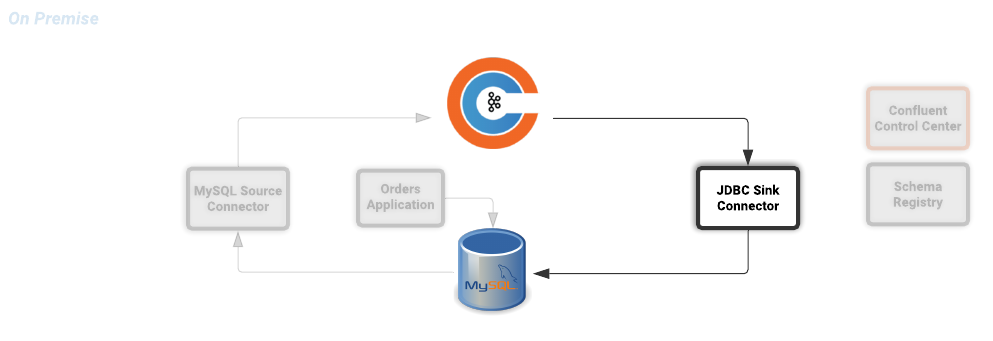 On Premise
Confluent
Control Center
MySQL Source
Connector
Orders
Application
JDBC Sink
Connector
Schema
Registry
MySQL